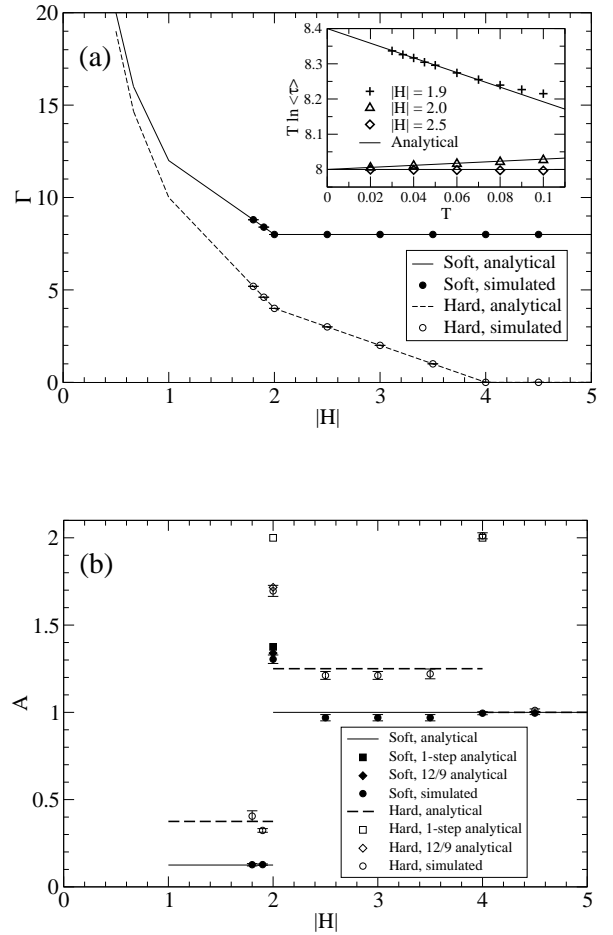 20
15
10
5
0
Γ
(a)
8.4
8.3
8.2
8.1
8
T ln <τ>
|H| = 1.9
|H| = 2.0
|H| = 2.5
Analytical
0 0.02 0.04 0.06 0.08 0.1
T
Soft, analytical
Soft, simulated
Hard, analytical
Hard, simulated
0 1 2 3 4 5
|H|
(b)
2
1.5
1
0.5
0
A
Soft, analytical
Soft, 1-step analytical
Soft, 12/9 analytical
Soft, simulated
Hard, analytical
Hard, 1-step analytical
Hard, 12/9 analytical
Hard, simulated
0 1 2 3 4 5
|H|